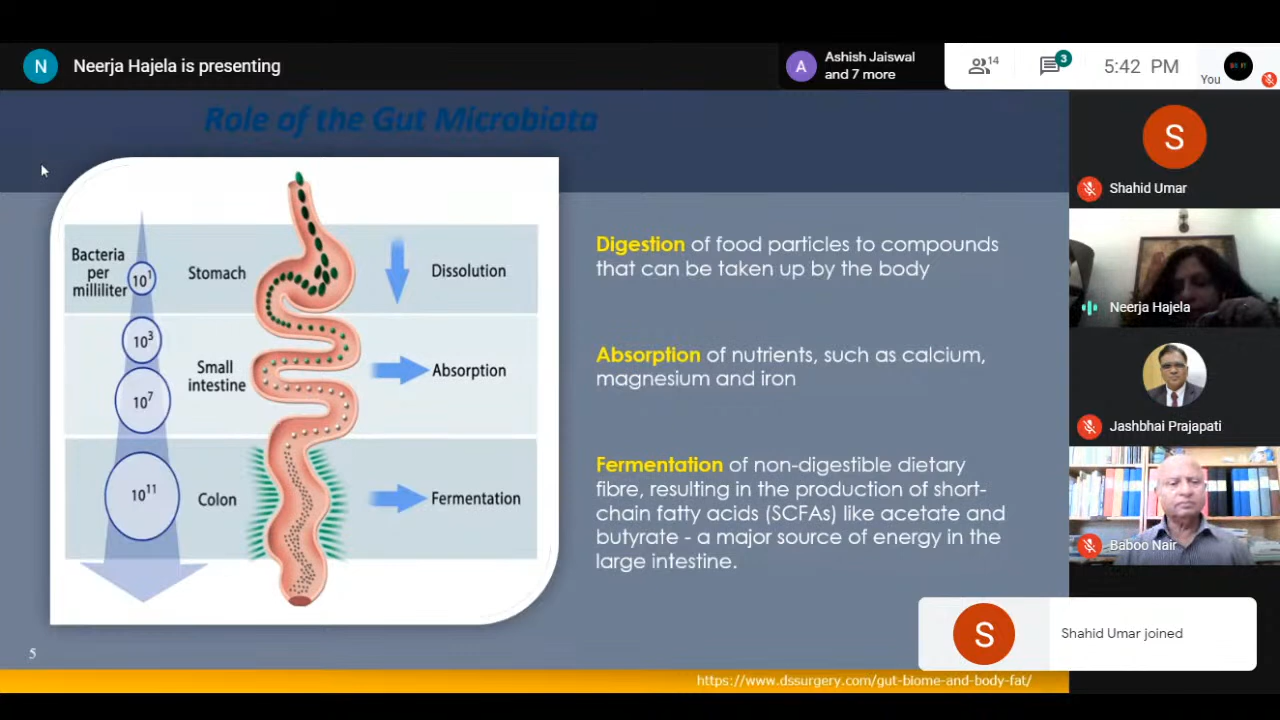 N
Neerja Hajela is presenting
A
Ashish Jaiswal
and 7 more
14
3
5:42 PM
You
Role of the Gut Microbiota
Bacteria
per
milliliter
10¹
Stomach
Dissolution
10³
Small
intestine
Absorption
10⁷
10¹¹
Colon
Fermentation
Digestion of food particles to compounds
that can be taken up by the body
Absorption of nutrients, such as calcium,
magnesium and iron
Fermentation of non-digestible dietary
fibre, resulting in the production of short-
chain fatty acids (SCFAs) like acetate and
butyrate - a major source of energy in the
large intestine.
5
https://www.dssurgery.com/gut-biome-and-body-fat/
S
Shahid Umar
Neerja Hajela
Jashbhai Prajapati
Baboo Nair
S
Shahid Umar joined